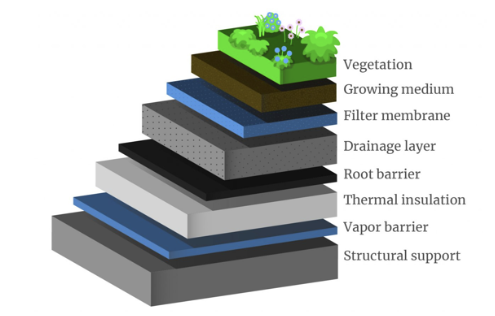 Vegetation
Growing medium
Filter membrane
Drainage layer
Root barrier
Thermal insulation
Vapor barrier
Structural support